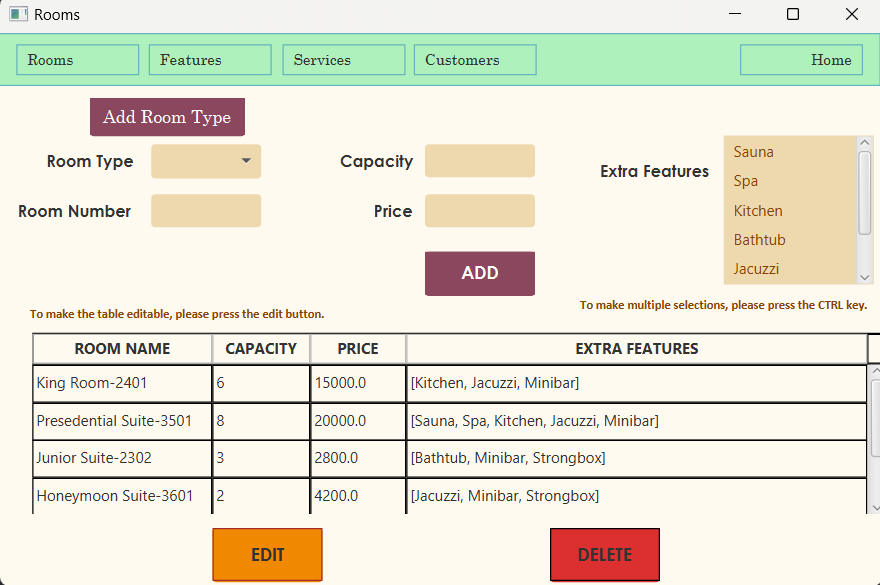 Rooms
Rooms Features Services Customers Home
Add Room Type
Room Type Capacity
Room Number Price
Extra Features
Sauna
Spa
Kitchen
Bathtub
Jacuzzi
ADD
To make multiple selections, please press the CTRL key.
To make the table editable, please press the edit button.
ROOM NAME CAPACITY PRICE EXTRA FEATURES
King Room-2401 6 15000.0 [Kitchen, Jacuzzi, Minibar]
Presedential Suite-3501 8 20000.0 [Sauna, Spa, Kitchen, Jacuzzi, Minibar]
Junior Suite-2302 3 2800.0 [Bathtub, Minibar, Strongbox]
Honeymoon Suite-3601 2 4200.0 [Jacuzzi, Minibar, Strongbox]
EDIT DELETE